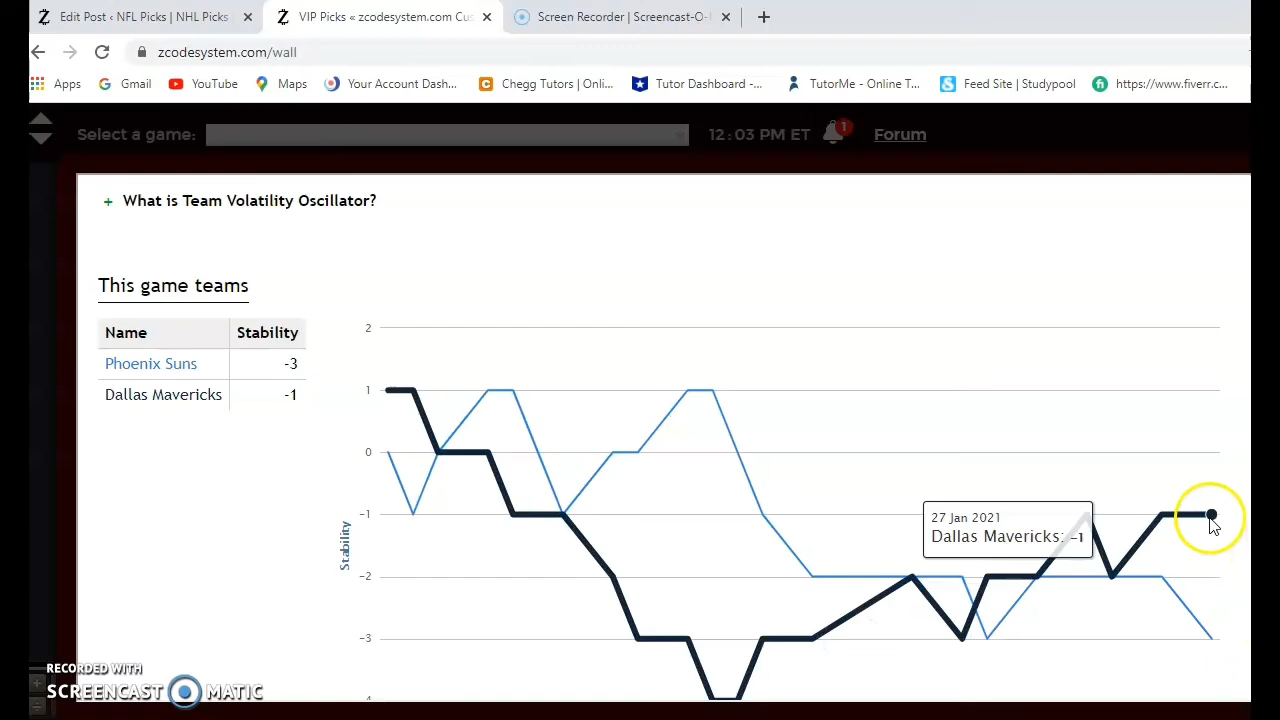 Edit Post ‹ NFL Picks | NHL Picks
VIP Picks « zcodesystem.com Cus
Screen Recorder | Screencast-O-
zcodesystem.com/wall
Apps
Gmail
YouTube
Maps
Your Account Dash...
Chegg Tutors | Onli...
Tutor Dashboard -...
TutorMe - Online T...
Feed Site | Studypool
https://www.fiverr.c...
Select a game:
12:03 PM ET
1
Forum
+ What is Team Volatility Oscillator?
This game teams
Name Stability
Phoenix Suns -3
Dallas Mavericks -1
Stability
2
1
0
-1
-2
-3
27 Jan 2021
Dallas Mavericks: -1
RECORDED WITH
SCREENCAST MATIC